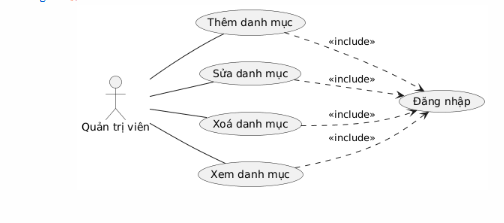 Thêm danh mục
«include»
Sửa danh mục
«include»
Đăng nhập
Quản trị viên
Xoá danh mục
«include»
«include»
Xem danh mục